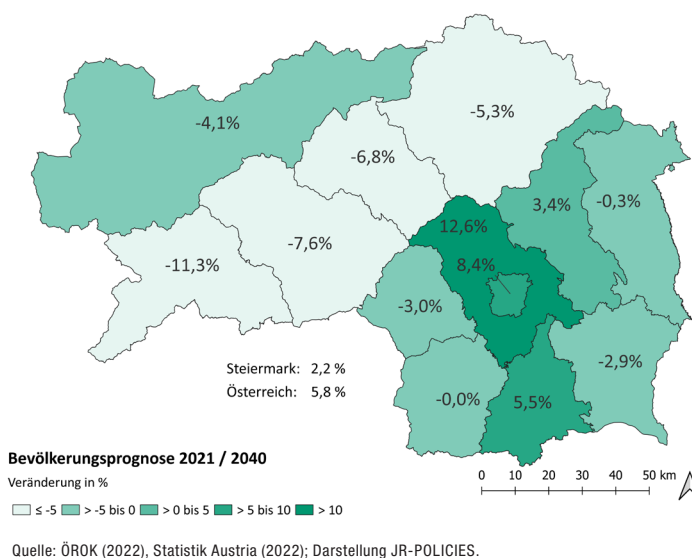 -4,1%
-5,3%
-6,8%
3,4%
-0,3%
12,6%
-7,6%
8,4%
-11,3%
-3,0%
Steiermark: 2,2 %
Österreich: 5,8 %
-2,9%
-0,0%
5,5%
Bevölkerungsprognose 2021 / 2040
Veränderung in %
0 10 20 30 40 50 km
≤ -5 > -5 bis 0 > 0 bis 5 > 5 bis 10 > 10
Quelle: ÖROK (2022), Statistik Austria (2022); Darstellung JR-POLICIES.